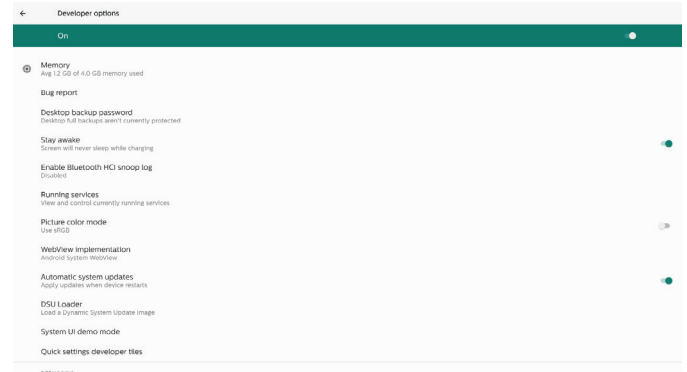 Developer options
On
Memory
Avg 1.2 GB of 4.0 GB memory used
Bug report
Desktop backup password
Desktop full backups aren't currently protected
Stay awake
Screen will never sleep while charging
Enable Bluetooth HCI snoop log
Disabled
Running services
View and control currently running services
Picture color mode
Use sRGB
WebView implementation
Android System WebView
Automatic system updates
Apply updates when device restarts
DSU Loader
Load a Dynamic System Update image
System UI demo mode
Quick settings developer tiles